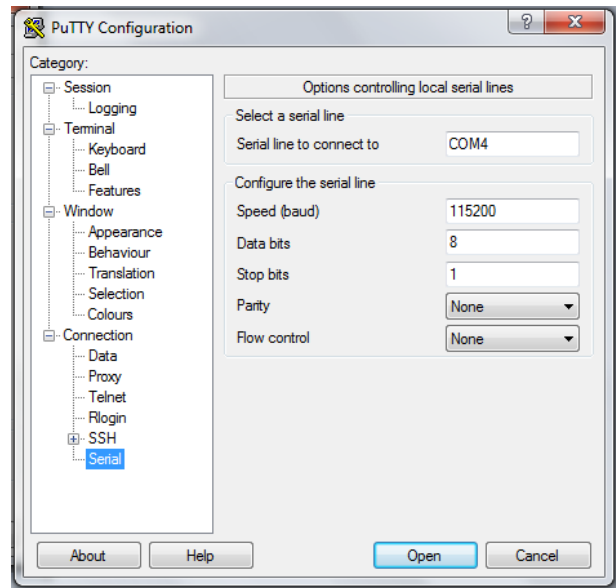 PuTTY Configuration
Category:
Session
Logging
Terminal
Keyboard
Bell
Features
Window
Appearance
Behaviour
Translation
Selection
Colours
Connection
Data
Proxy
Telnet
Rlogin
SSH
Serial
Options controlling local serial lines
Select a serial line
Serial line to connect to COM4
Configure the serial line
Speed (baud) 115200
Data bits 8
Stop bits 1
Parity None
Flow control None
About Help Open Cancel